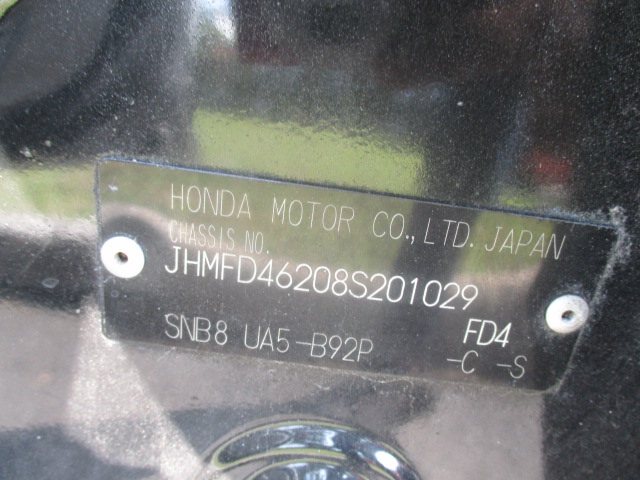 HONDA MOTOR CO., LTD. JAPAN
CHASSIS NO.
JHMFD46208S201029
FD4
SNB8 UA5-B92P -C -S